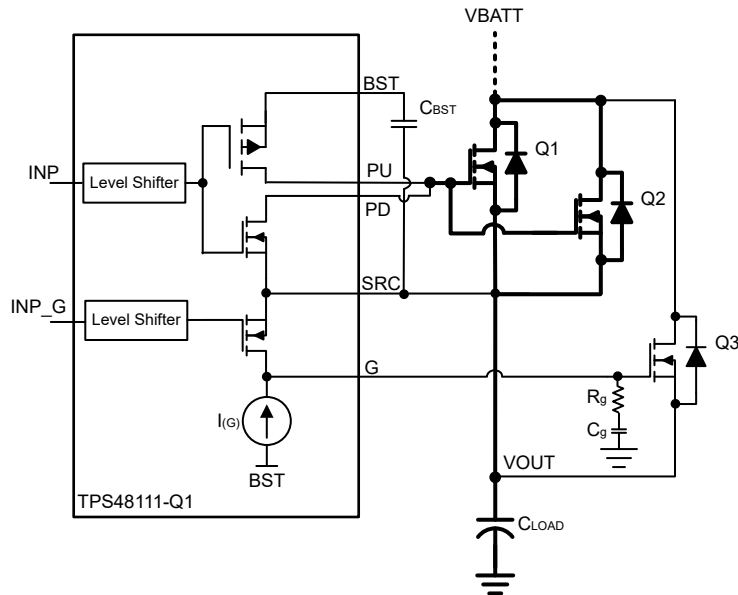 VBATT
BST
CBST
Q1
INP
Level Shifter
PU
PD
Q2
SRC
INP_G
Level Shifter
Q3
G
Rg
Cg
I(G)
BST
VOUT
TPS48111-Q1
CLOAD